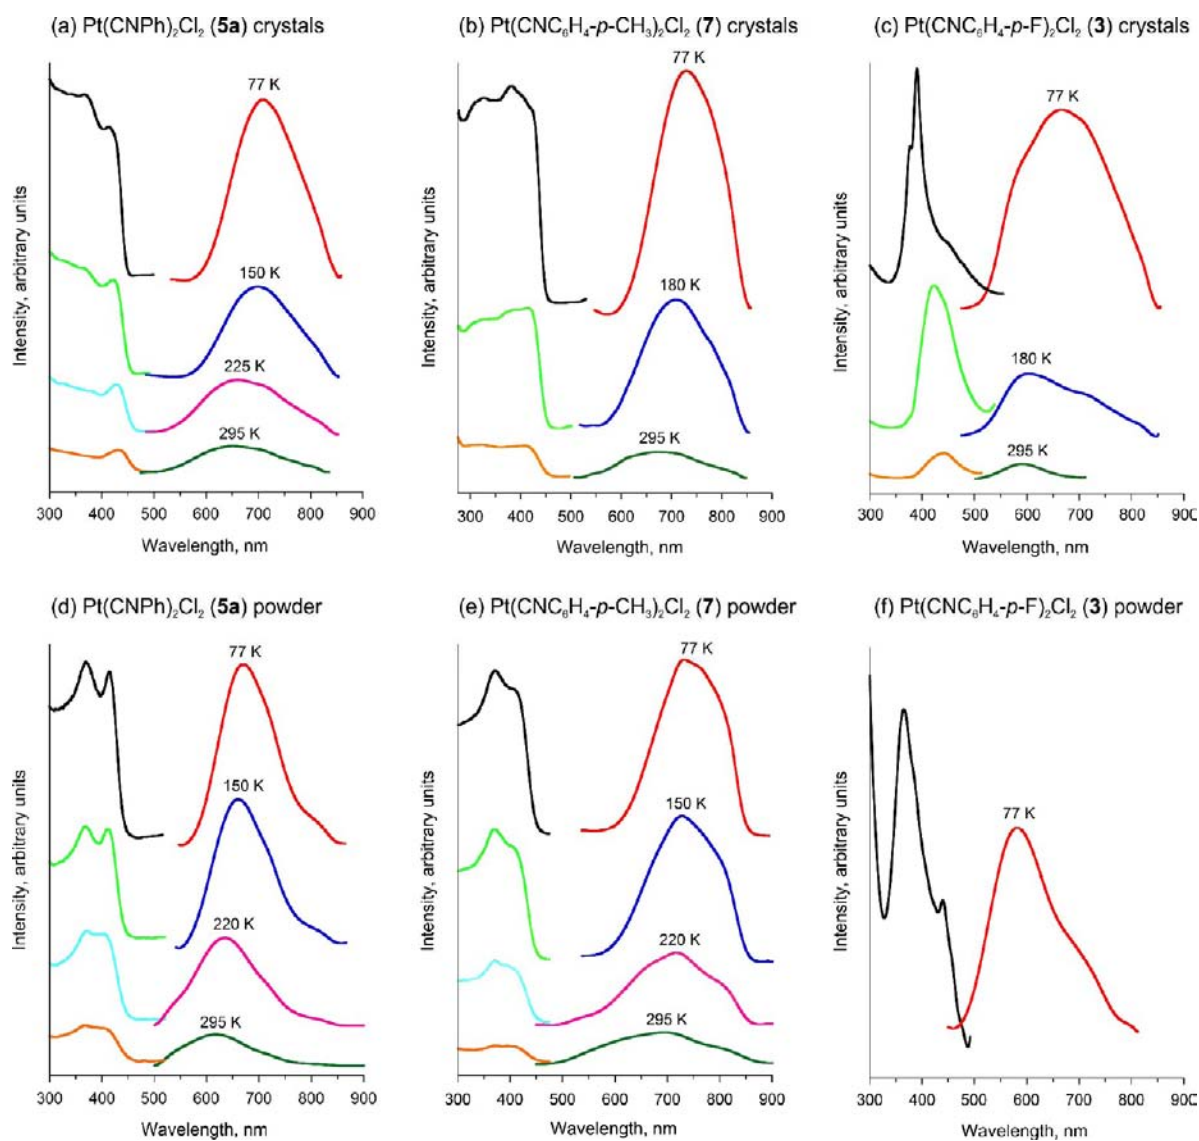 (a) Pt(CNPh)₂Cl₂ (5a) crystals
77 K
150 K
225 K
295 K
Intensity, arbitrary units
300 400 500 600 700 800 900
Wavelength, nm
(b) Pt(CNC₆H₄-p-CH₃)₂Cl₂ (7) crystals
77 K
180 K
295 K
Intensity, arbitrary units
300 400 500 600 700 800 900
Wavelength, nm
(c) Pt(CNC₆H₄-p-F)₂Cl₂ (3) crystals
77 K
180 K
295 K
Intensity, arbitrary units
300 400 500 600 700 800 900
Wavelength, nm
(d) Pt(CNPh)₂Cl₂ (5a) powder
77 K
150 K
220 K
295 K
Intensity, arbitrary units
300 400 500 600 700 800 900
Wavelength, nm
(e) Pt(CNC₆H₄-p-CH₃)₂Cl₂ (7) powder
77 K
150 K
220 K
295 K
Intensity, arbitrary units
300 400 500 600 700 800 900
Wavelength, nm
(f) Pt(CNC₆H₄-p-F)₂Cl₂ (3) powder
77 K
Intensity, arbitrary units
300 400 500 600 700 800 900
Wavelength, nm